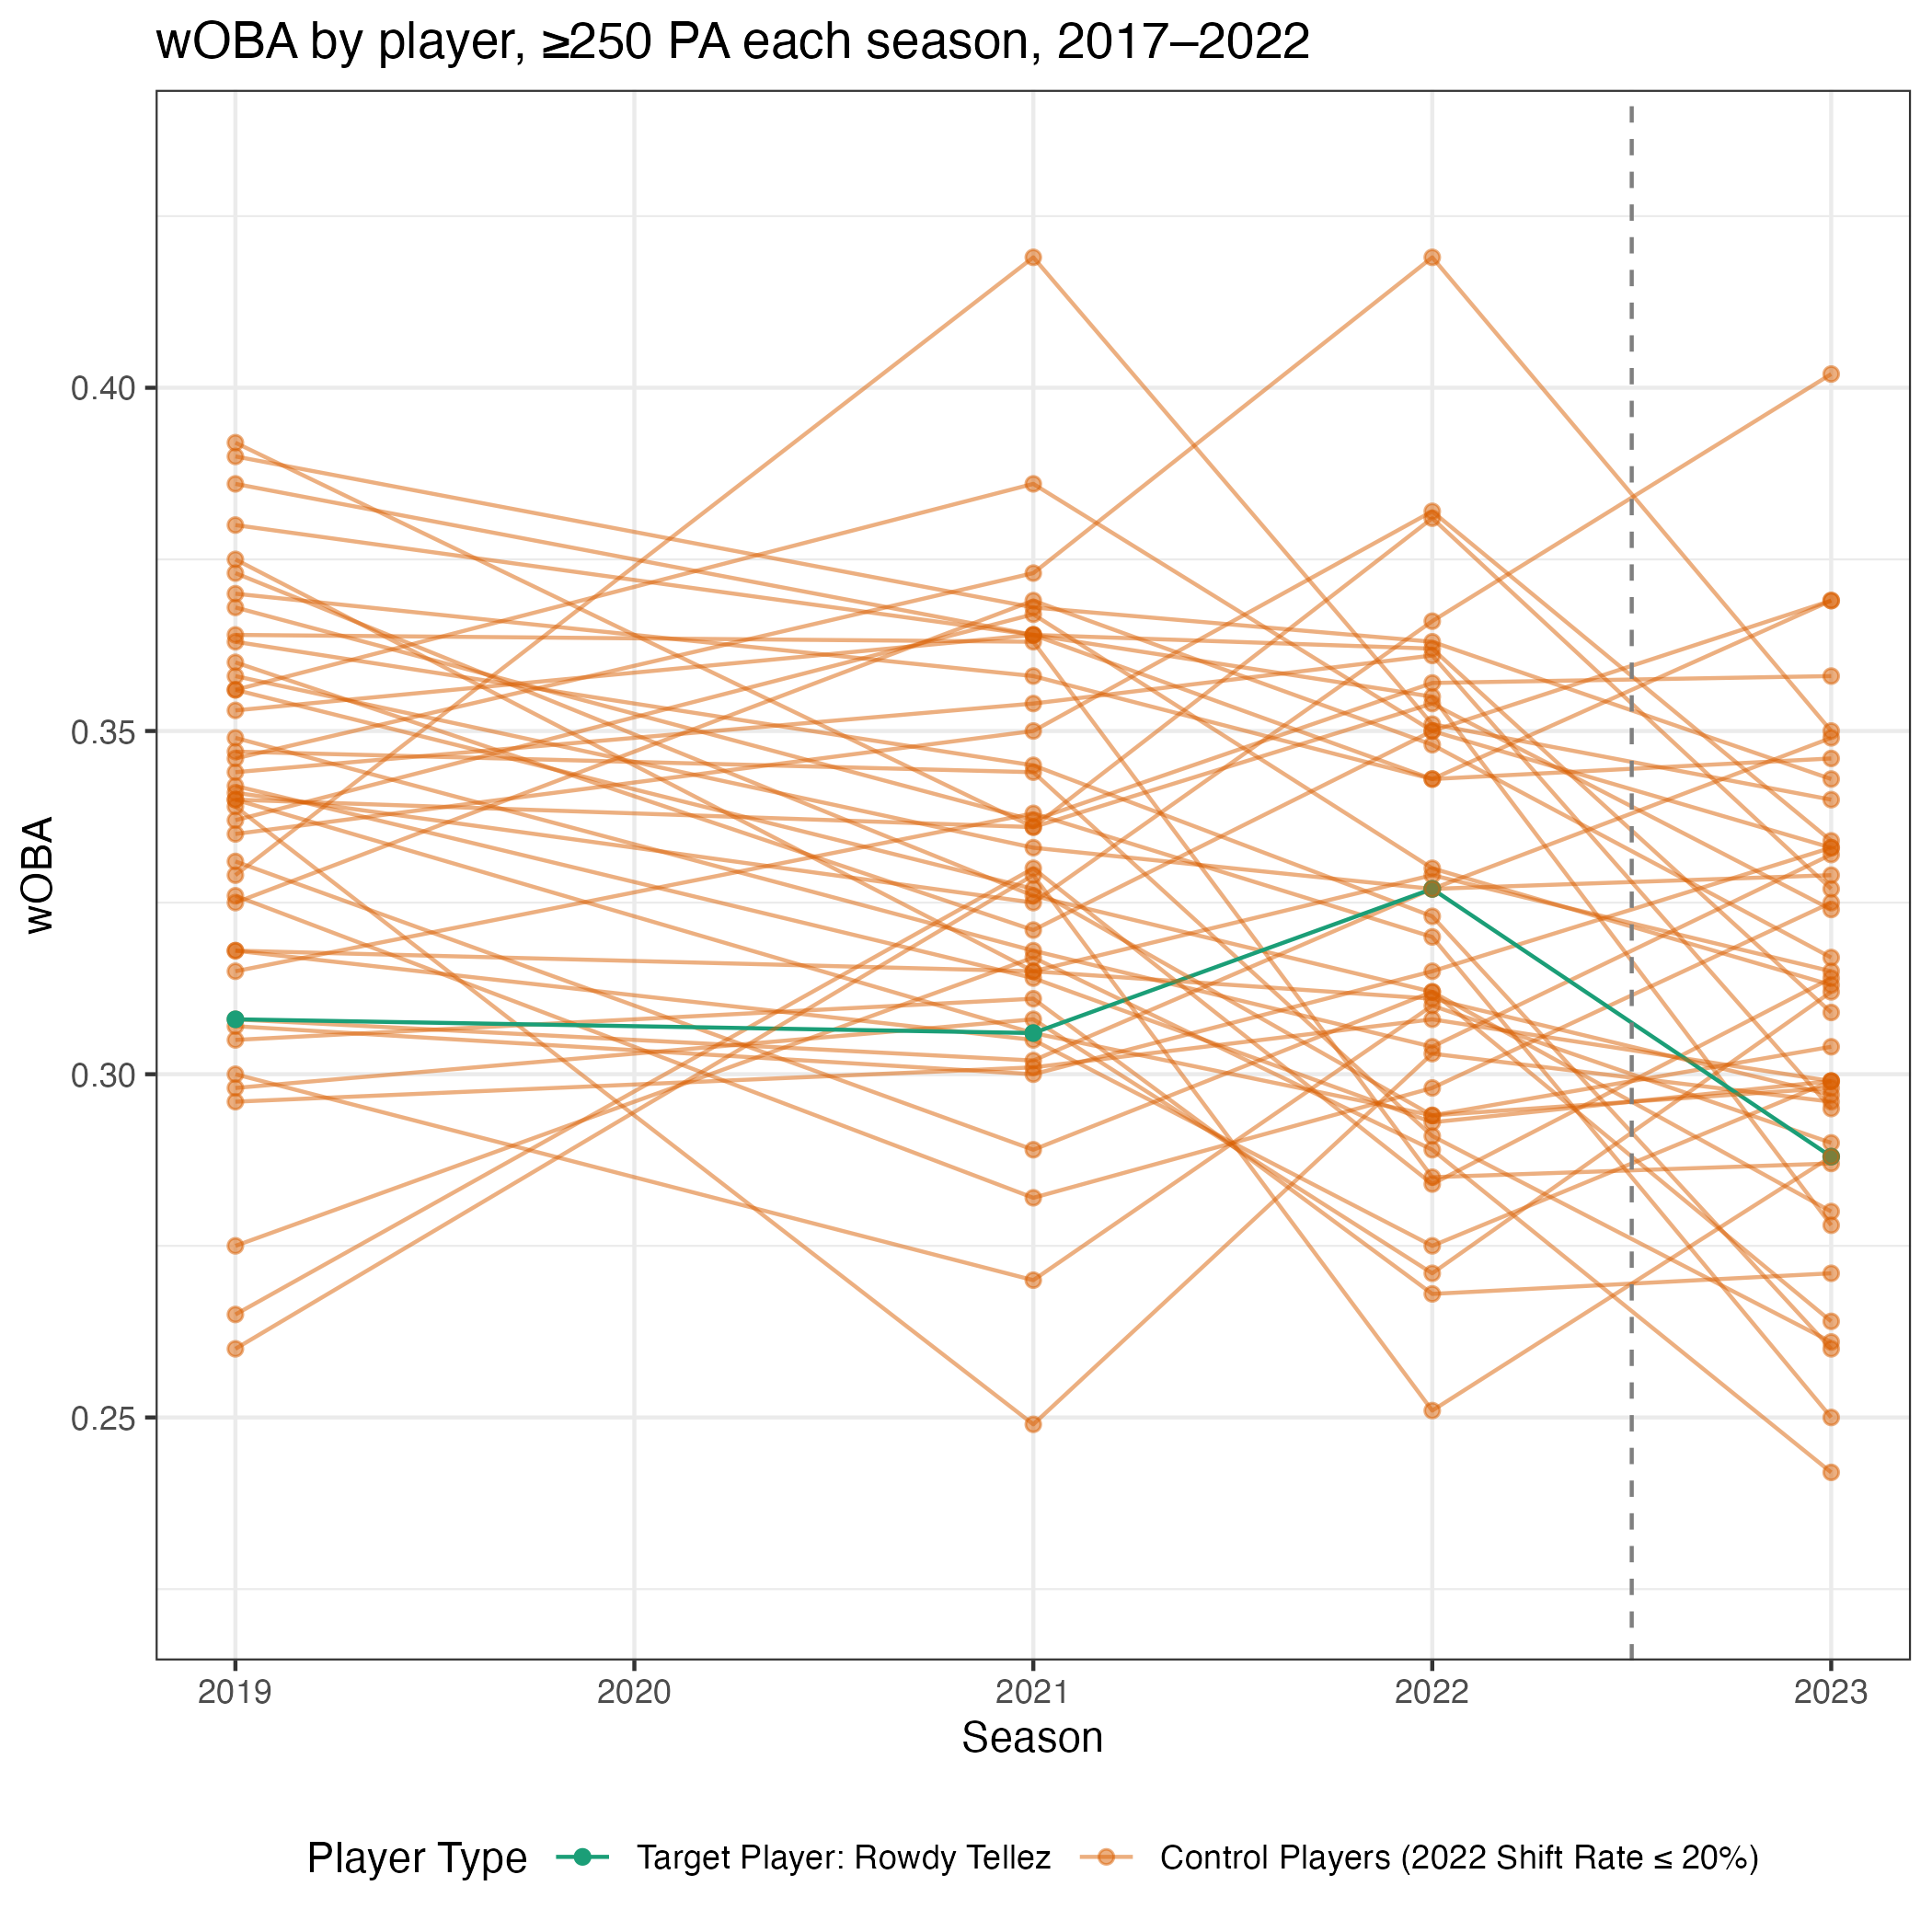 wOBA by player, ≥250 PA each season, 2017–2022
wOBA
0.40
0.35
0.30
0.25
2019 2020 2021 2022 2023
Season
Player Type Target Player: Rowdy Tellez Control Players (2022 Shift Rate ≤ 20%)